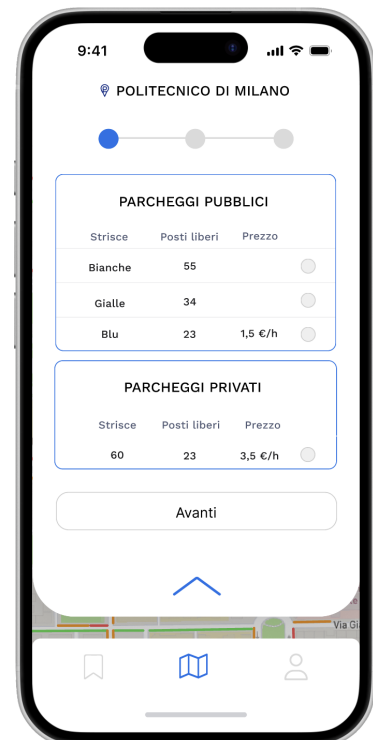 9:41
POLITECNICO DI MILANO
PARCHEGGI PUBBLICI
Strisce Posti liberi Prezzo
Bianche 55
Gialle 34
Blu 23 1,5 €/h
PARCHEGGI PRIVATI
Strisce Posti liberi Prezzo
60 23 3,5 €/h
Avanti
Via Gi